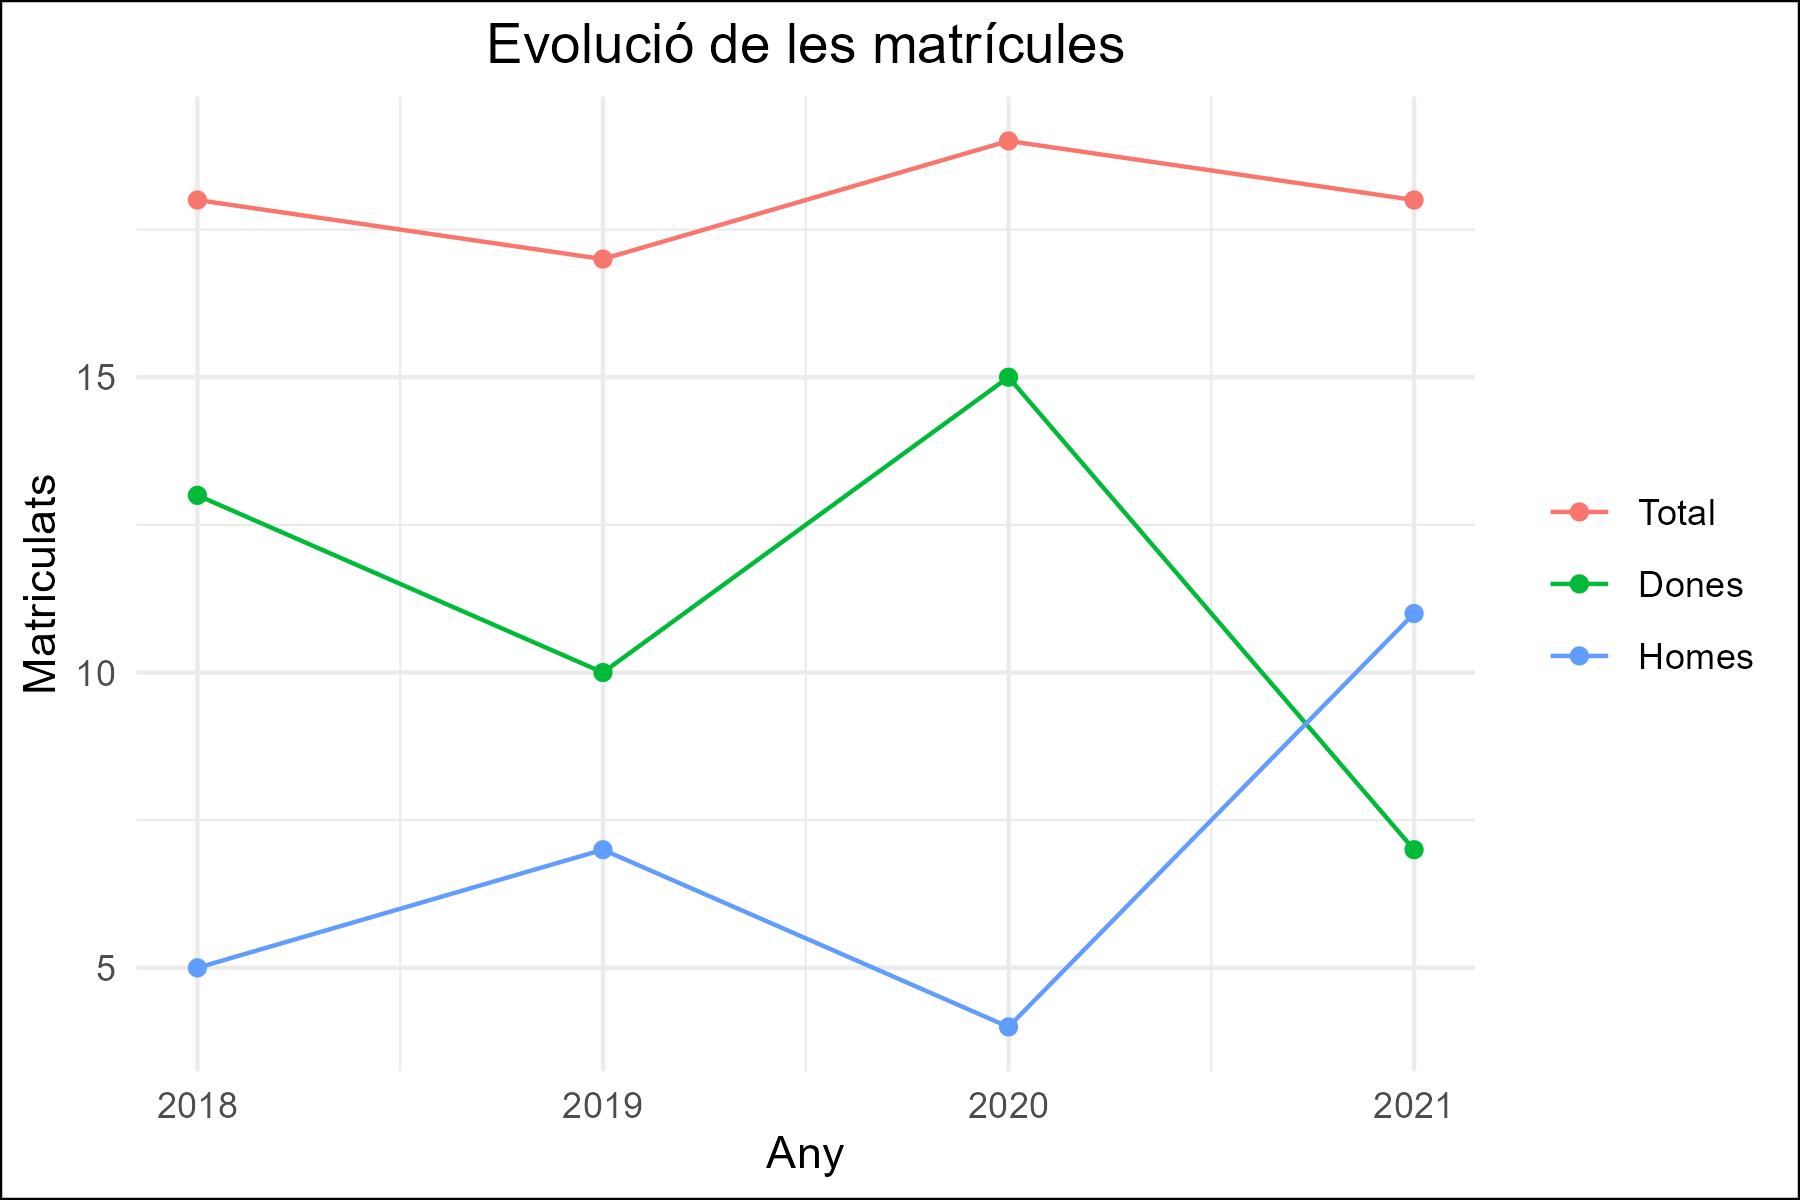 Evolució de les matrícules
Matriculats
15
10
5
2018 2019 2020 2021
Any
Total
Dones
Homes